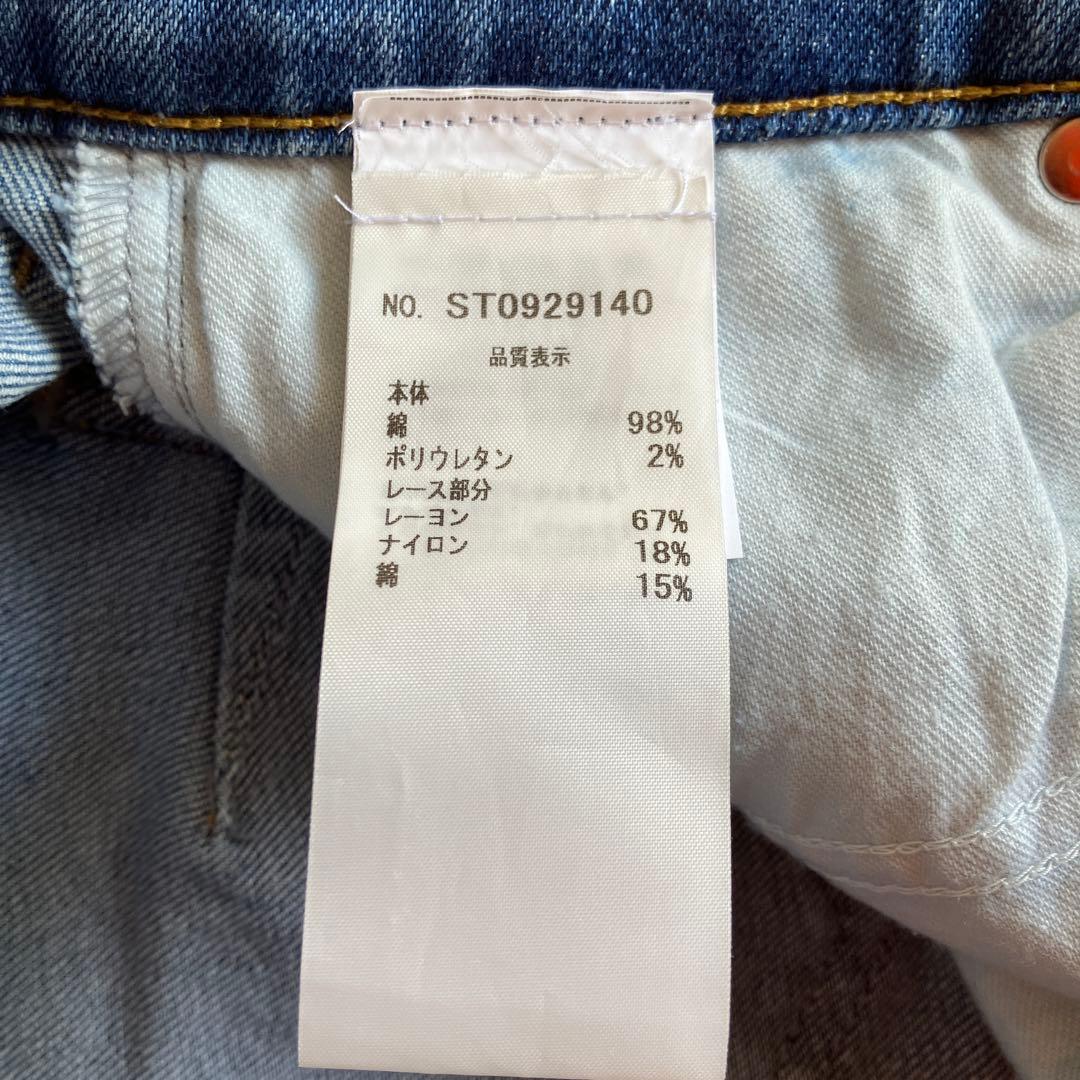 NO. ST0929140
品質表示
本体
綿 98%
ポリウレタン 2%
レース部分
レーヨン 67%
ナイロン 18%
綿 15%